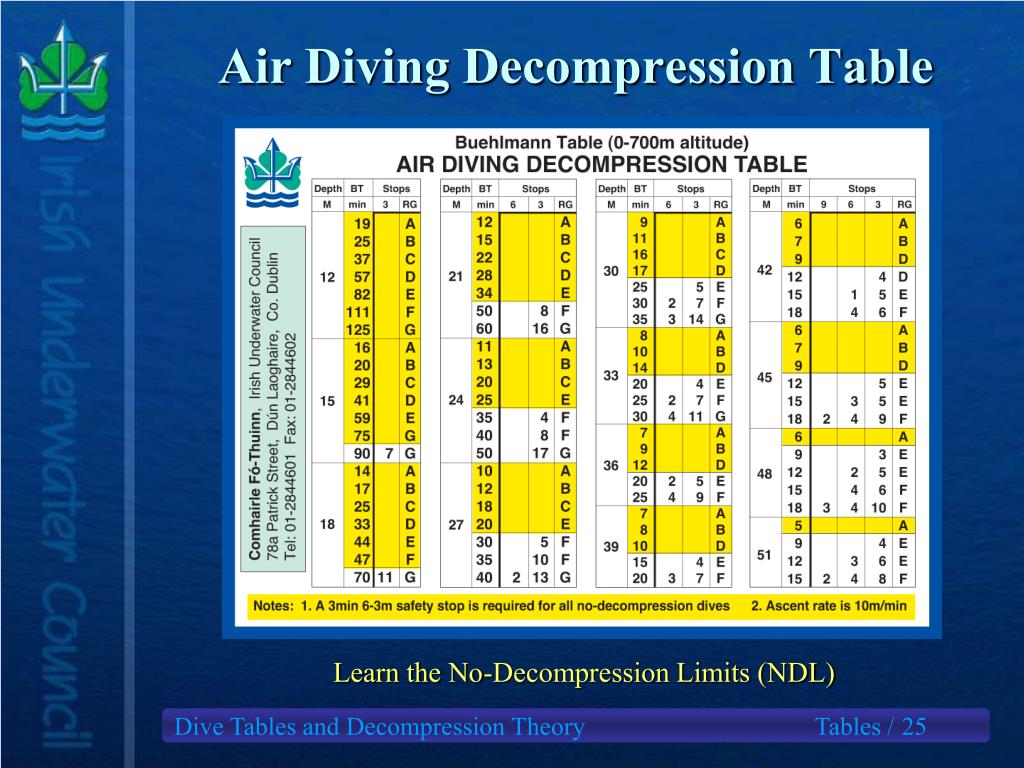 Air Diving Decompression Table
Irish Underwater Council
Buehlmann Table (0-700m altitude)
AIR DIVING DECOMPRESSION TABLE
Comhairle Fó-Thuinn, Irish Underwater Council
78a Patrick Street, Dún Laoghaire, Co. Dublin
Tel: 01-2844601 Fax: 01-2844602
Depth BT Stops
M min 3 RG
12
19 A
25 B
37 C
57 D
82 E
111 F
125 G
15
16 A
20 B
29 C
41 D
59 E
75 G
90 7 G
18
14 A
17 B
25 C
33 D
44 E
47 F
70 11 G
Depth BT Stops
M min 6 3 RG
21
12 A
15 B
22 C
28 D
34 E
50 8 F
60 16 G
24
11 A
13 B
20 C
25 E
35 4 F
40 8 F
50 17 G
27
10 A
12 B
18 C
20 E
30 5 F
35 10 F
40 2 13 G
Depth BT Stops
M min 6 3 RG
30
9 A
11 B
16 C
17 D
25 5 E
30 2 7 F
35 3 14 G
33
8 A
10 B
14 D
20 4 E
25 2 7 F
30 4 11 G
36
7 A
9 B
12 D
20 2 5 E
25 4 9 F
39
7 A
8 B
10 D
15 4 E
20 3 7 F
Depth BT Stops
M min 9 6 3 RG
42
6 A
7 B
9 D
12 4 D
15 1 5 E
18 4 6 F
45
6 A
7 B
9 D
12 5 E
15 3 5 E
18 2 4 9 F
48
6 A
9 3 E
12 2 5 E
15 4 6 F
18 3 4 10 F
51
5 A
9 4 E
12 3 6 E
15 2 4 8 F
Notes: 1. A 3min 6-3m safety stop is required for all no-decompression dives 2. Ascent rate is 10m/min
Learn the No-Decompression Limits (NDL)
Dive Tables and Decompression Theory Tables / 25